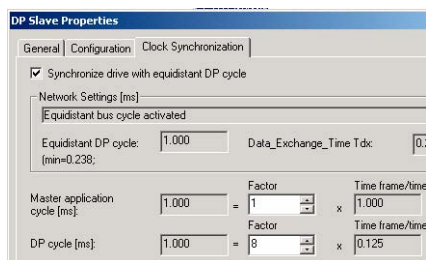 DP Slave Properties
General Configuration Clock Synchronization
Synchronize drive with equidistant DP cycle
Network Settings [ms]
Equidistant bus cycle activated
Equidistant DP cycle: 1.000 Data_Exchange_Time Tdx:
(min=0.238;
Factor Time frame/time
Master application cycle [ms]: 1.000 = 1 x 1.000
Factor Time frame/time
DP cycle [ms]: 1.000 = 8 x 0.125